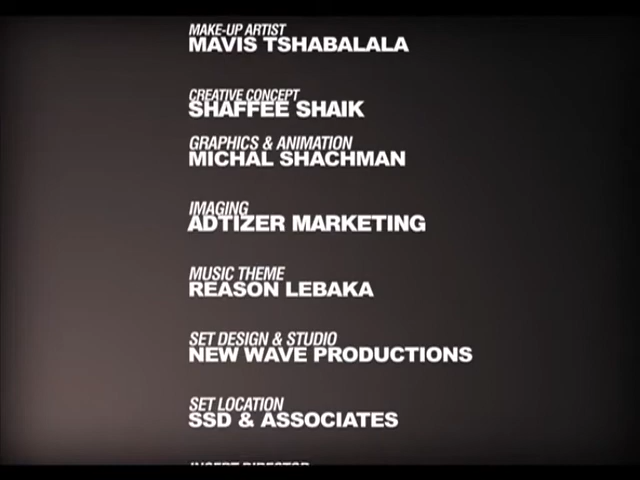 MAKE-UP ARTIST
MAVIS TSHABALALA
CREATIVE CONCEPT
SHAFFEE SHAIK
GRAPHICS & ANIMATION
MICHAL SHACHMAN
IMAGING
ADTIZER MARKETING
MUSIC THEME
REASON LEBAKA
SET DESIGN & STUDIO
NEW WAVE PRODUCTIONS
SET LOCATION
SSD & ASSOCIATES